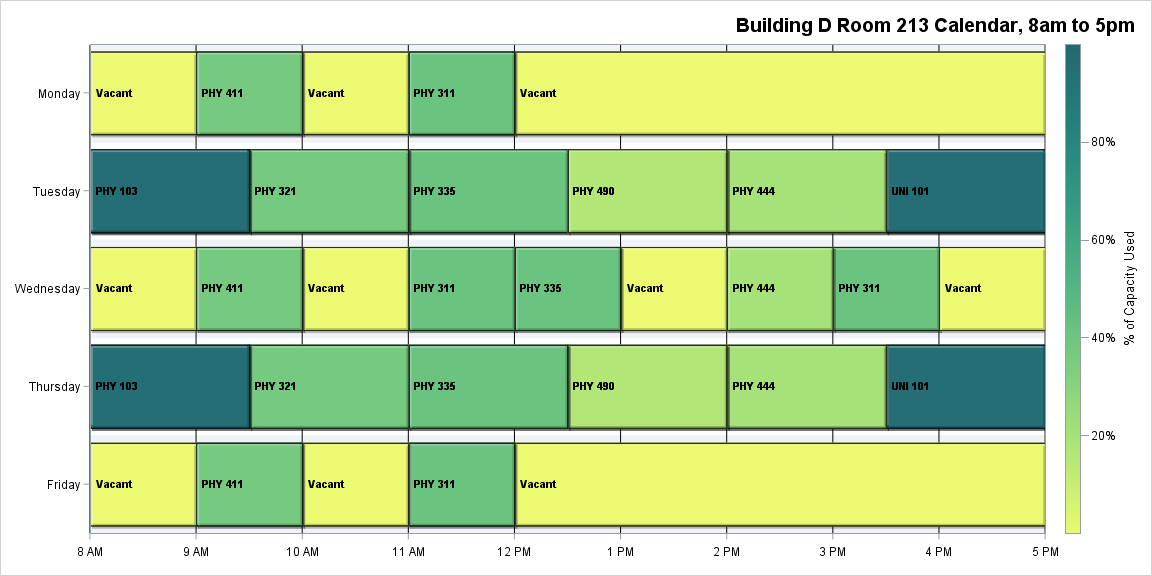 Building D Room 213 Calendar, 8am to 5pm
Monday Vacant PHY 411 Vacant PHY 311 Vacant
80%
Tuesday PHY 103 PHY 321 PHY 335 PHY 490 PHY 444 UNI 101
60%
Wednesday Vacant PHY 411 Vacant PHY 311 PHY 335 Vacant PHY 444 PHY 311 Vacant
% of Capacity Used
40%
Thursday PHY 103 PHY 321 PHY 335 PHY 490 PHY 444 UNI 101
20%
Friday Vacant PHY 411 Vacant PHY 311 Vacant
8 AM 9 AM 10 AM 11 AM 12 PM 1 PM 2 PM 3 PM 4 PM 5 PM